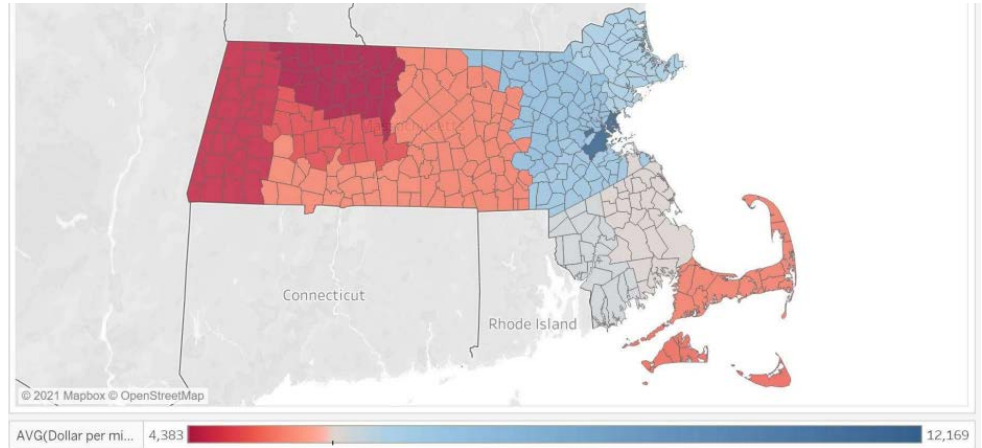 Connecticut
Rhode Island
© 2021 Mapbox © OpenStreetMap
AVG(Dollar per mi... 4,383 12,169